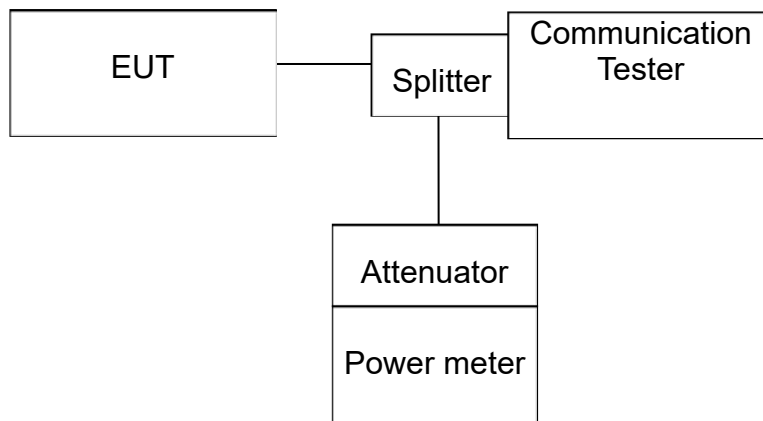 EUT
Splitter
Communication
Tester
Attenuator
Power meter